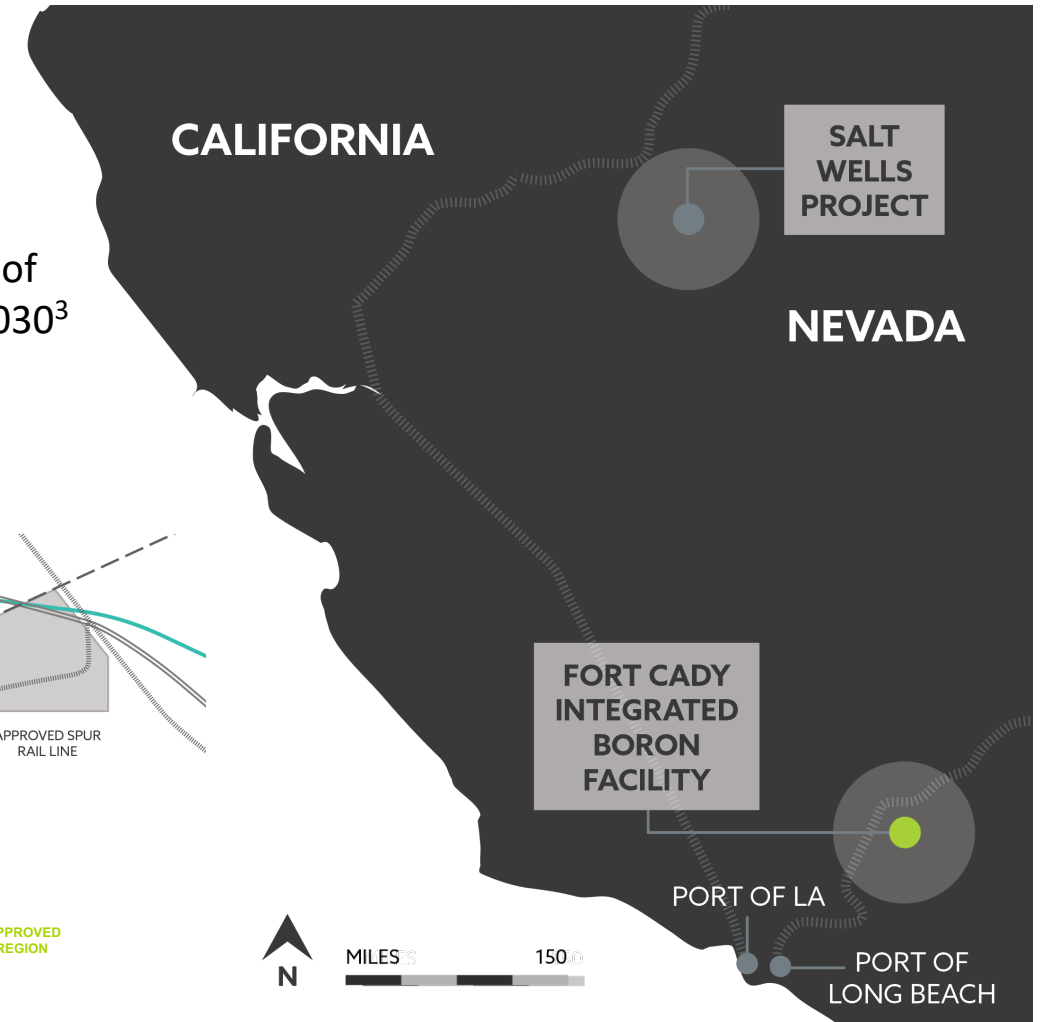 CALIFORNIA
SALT
WELLS
PROJECT
of
030³
NEVADA
FORT CADY
INTEGRATED
BORON
FACILITY
APPROVED SPUR
RAIL LINE
PORT OF LA
PPROVED
REGION
MILES
150
N
PORT OF
LONG BEACH